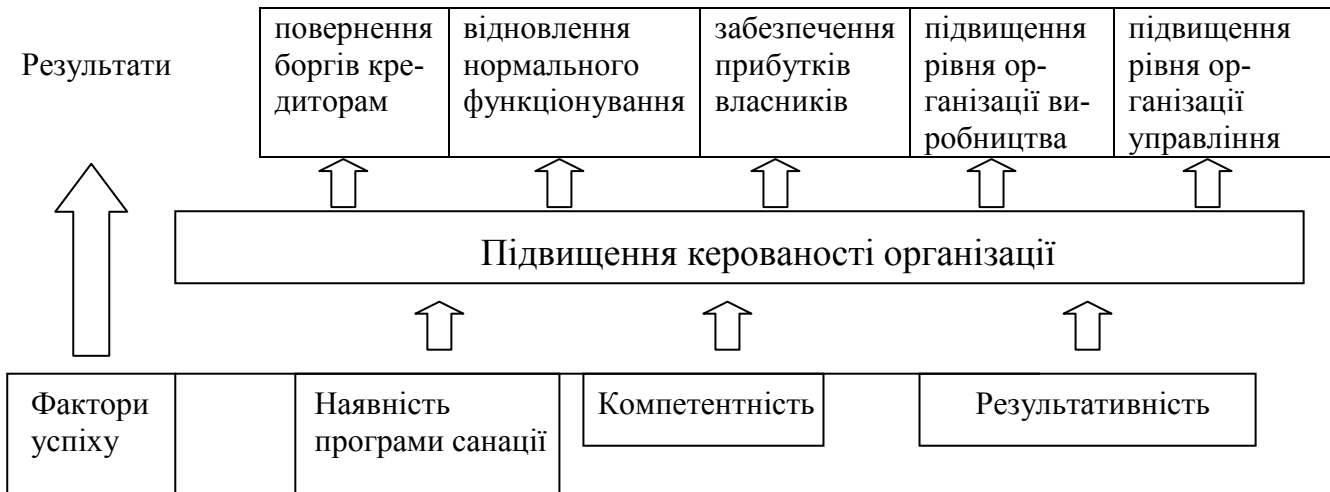 Результати
повернення
боргів кре-
диторам
відновлення
нормального
функціонування
забезпечення
прибутків
власників
підвищення
рівня ор-
ганізації ви-
робництва
підвищення
рівня ор-
ганізації
управління
Підвищення керованості організації
Фактори
успіху
Наявність
програми санації
Компетентність
Результативність